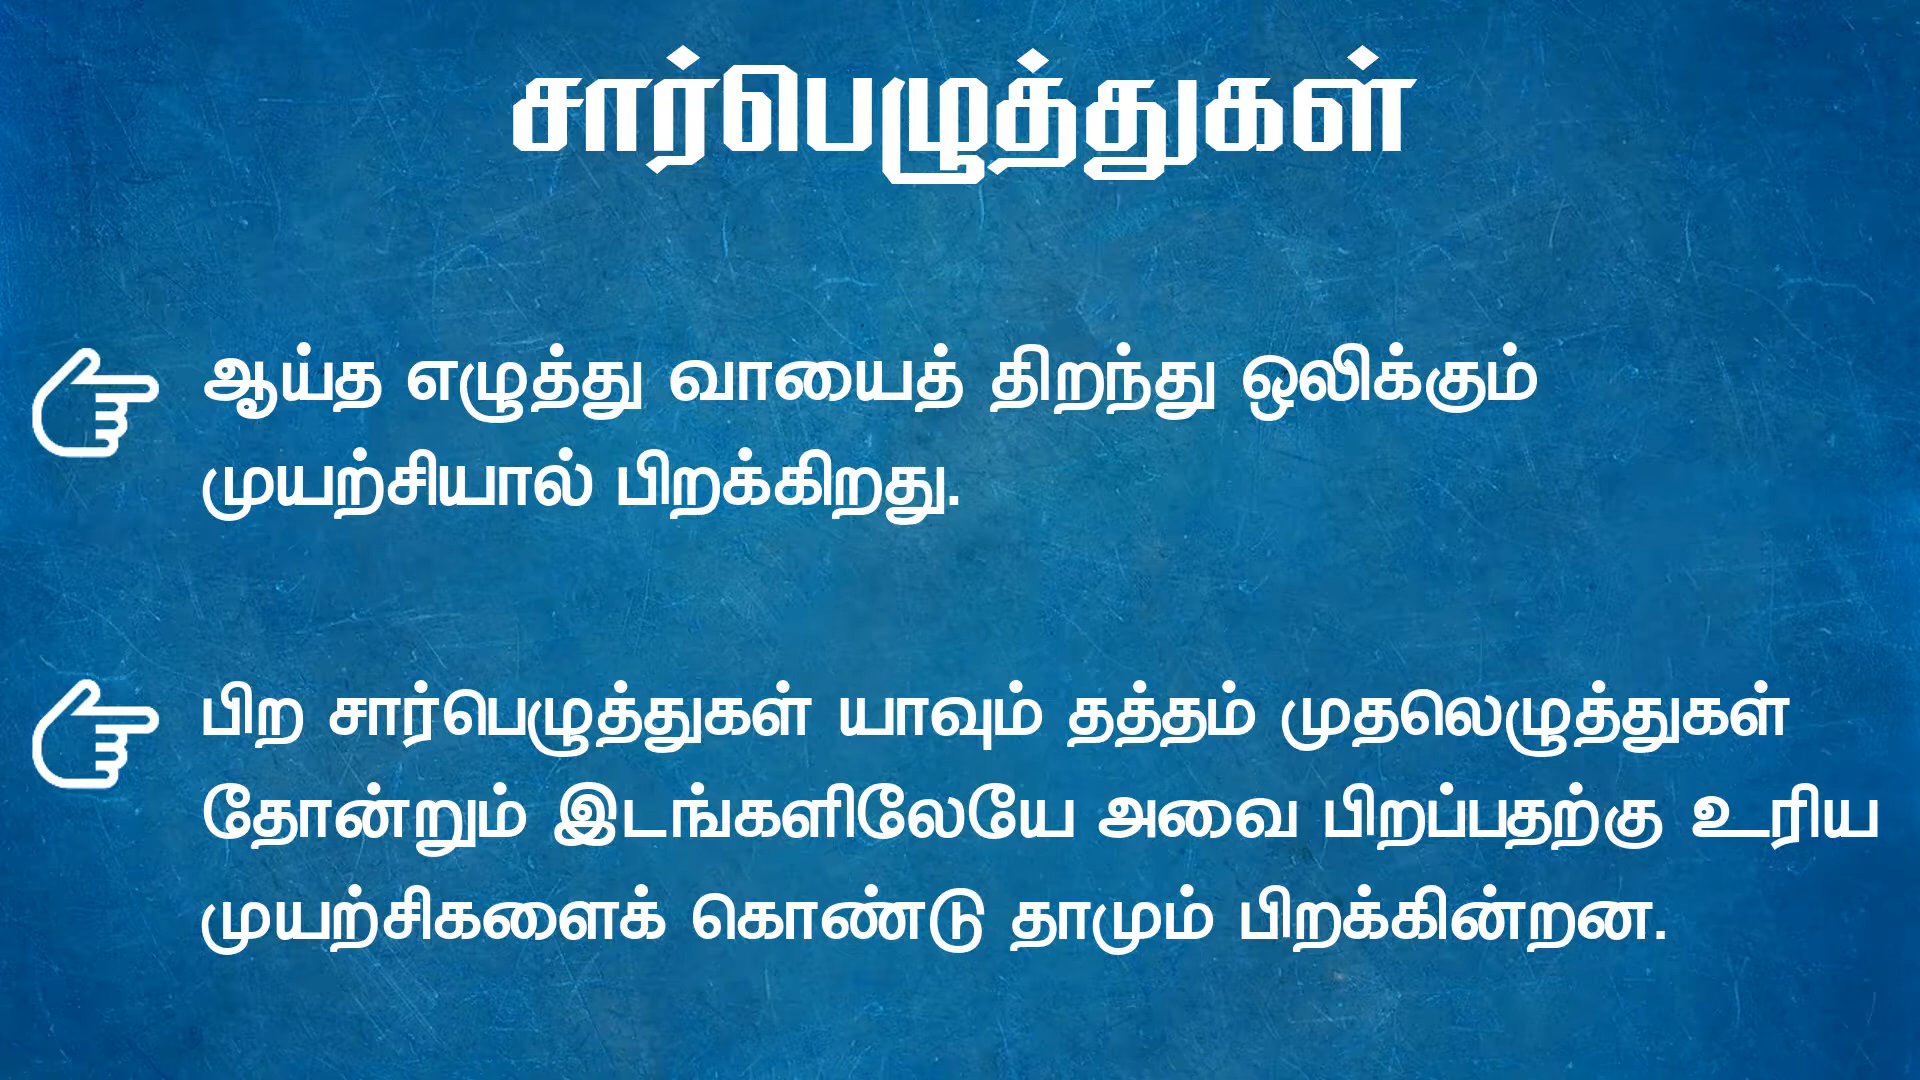 சார்பெழுத்துகள்
ஆய்த எழுத்து வாயைத் திறந்து ஒலிக்கும்
முயற்சியால் பிறக்கிறது.
பிற சார்பெழுத்துகள் யாவும் தத்தம் முதலெழுத்துகள்
தோன்றும் இடங்களிலேயே அவை பிறப்பதற்கு உரிய
முயற்சிகளைக் கொண்டு தாமும் பிறக்கின்றன.